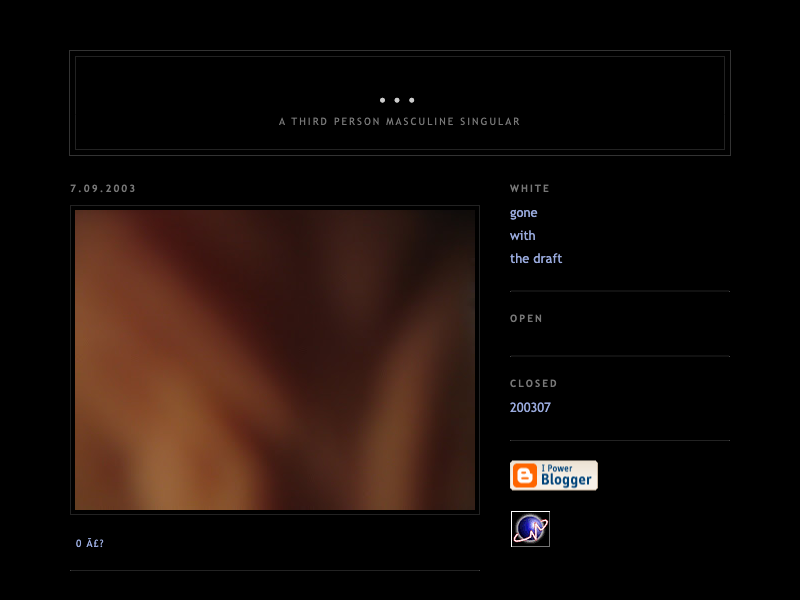 • • •
A THIRD PERSON MASCULINE SINGULAR
7.09.2003
0 Ã£?
WHITE
gone
with
the draft
OPEN
CLOSED
200307
I Power
Blogger